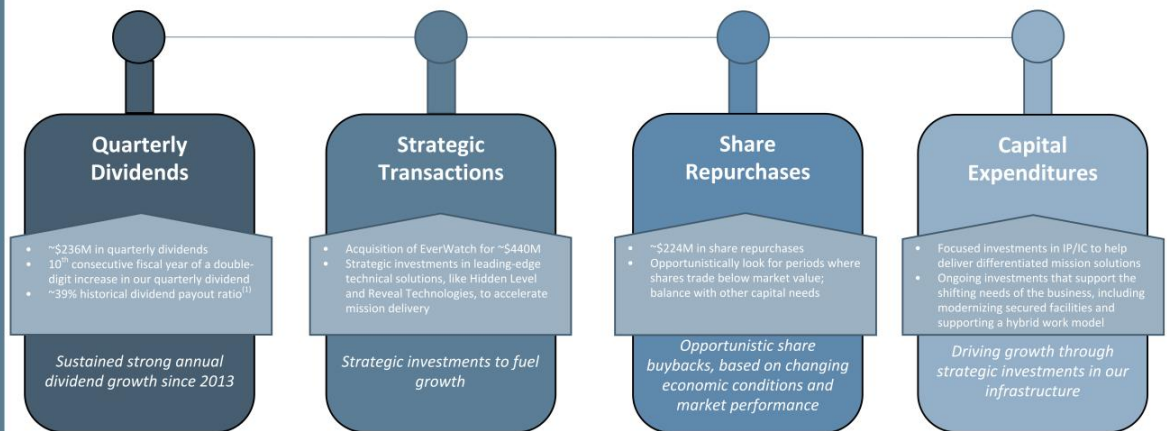 Quarterly
Dividends
• ~$236M in quarterly dividends
• 10th consecutive fiscal year of a double-
digit increase in our quarterly dividend
• ~39% historical dividend payout ratio(1)
Sustained strong annual
dividend growth since 2013
Strategic
Transactions
• Acquisition of EverWatch for ~$440M
• Strategic investments in leading-edge
technical solutions, like Hidden Level
and Reveal Technologies, to accelerate
mission delivery
Strategic investments to fuel
growth
Share
Repurchases
• ~$224M in share repurchases
• Opportunistically look for periods where
shares trade below market value;
balance with other capital needs
Opportunistic share
buybacks, based on changing
economic conditions and
market performance
Capital
Expenditures
• Focused investments in IP/IC to help
deliver differentiated mission solutions
• Ongoing investments that support the
shifting needs of the business, including
modernizing secured facilities and
supporting a hybrid work model
Driving growth through
strategic investments in our
infrastructure